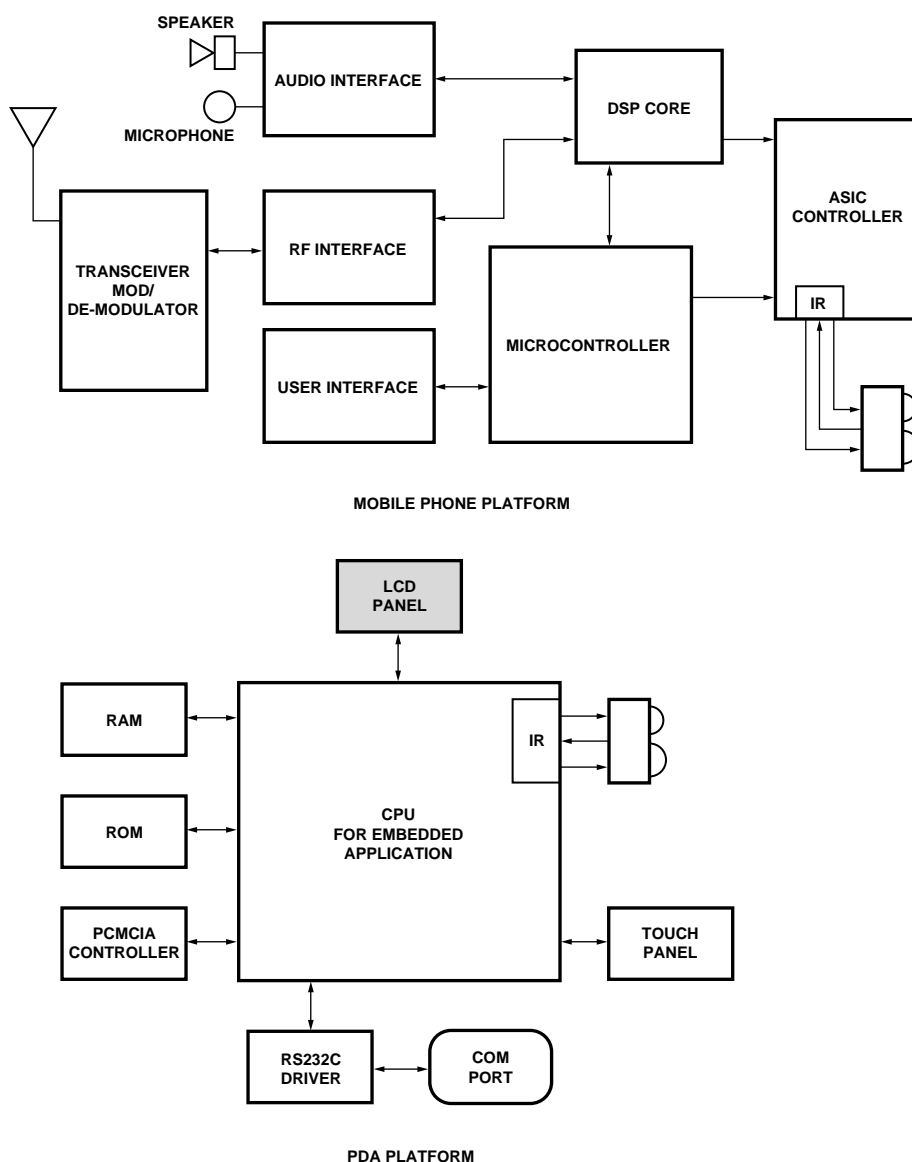 SPEAKER
AUDIO INTERFACE
MICROPHONE
DSP CORE
ASIC
CONTROLLER
TRANSCEIVER
MOD/
DE-MODULATOR
RF INTERFACE
IR
MICROCONTROLLER
USER INTERFACE
MOBILE PHONE PLATFORM
LCD
PANEL
RAM
IR
ROM
CPU
FOR EMBEDDED
APPLICATION
PCMCIA
CONTROLLER
TOUCH
PANEL
RS232C
DRIVER
COM
PORT
PDA PLATFORM